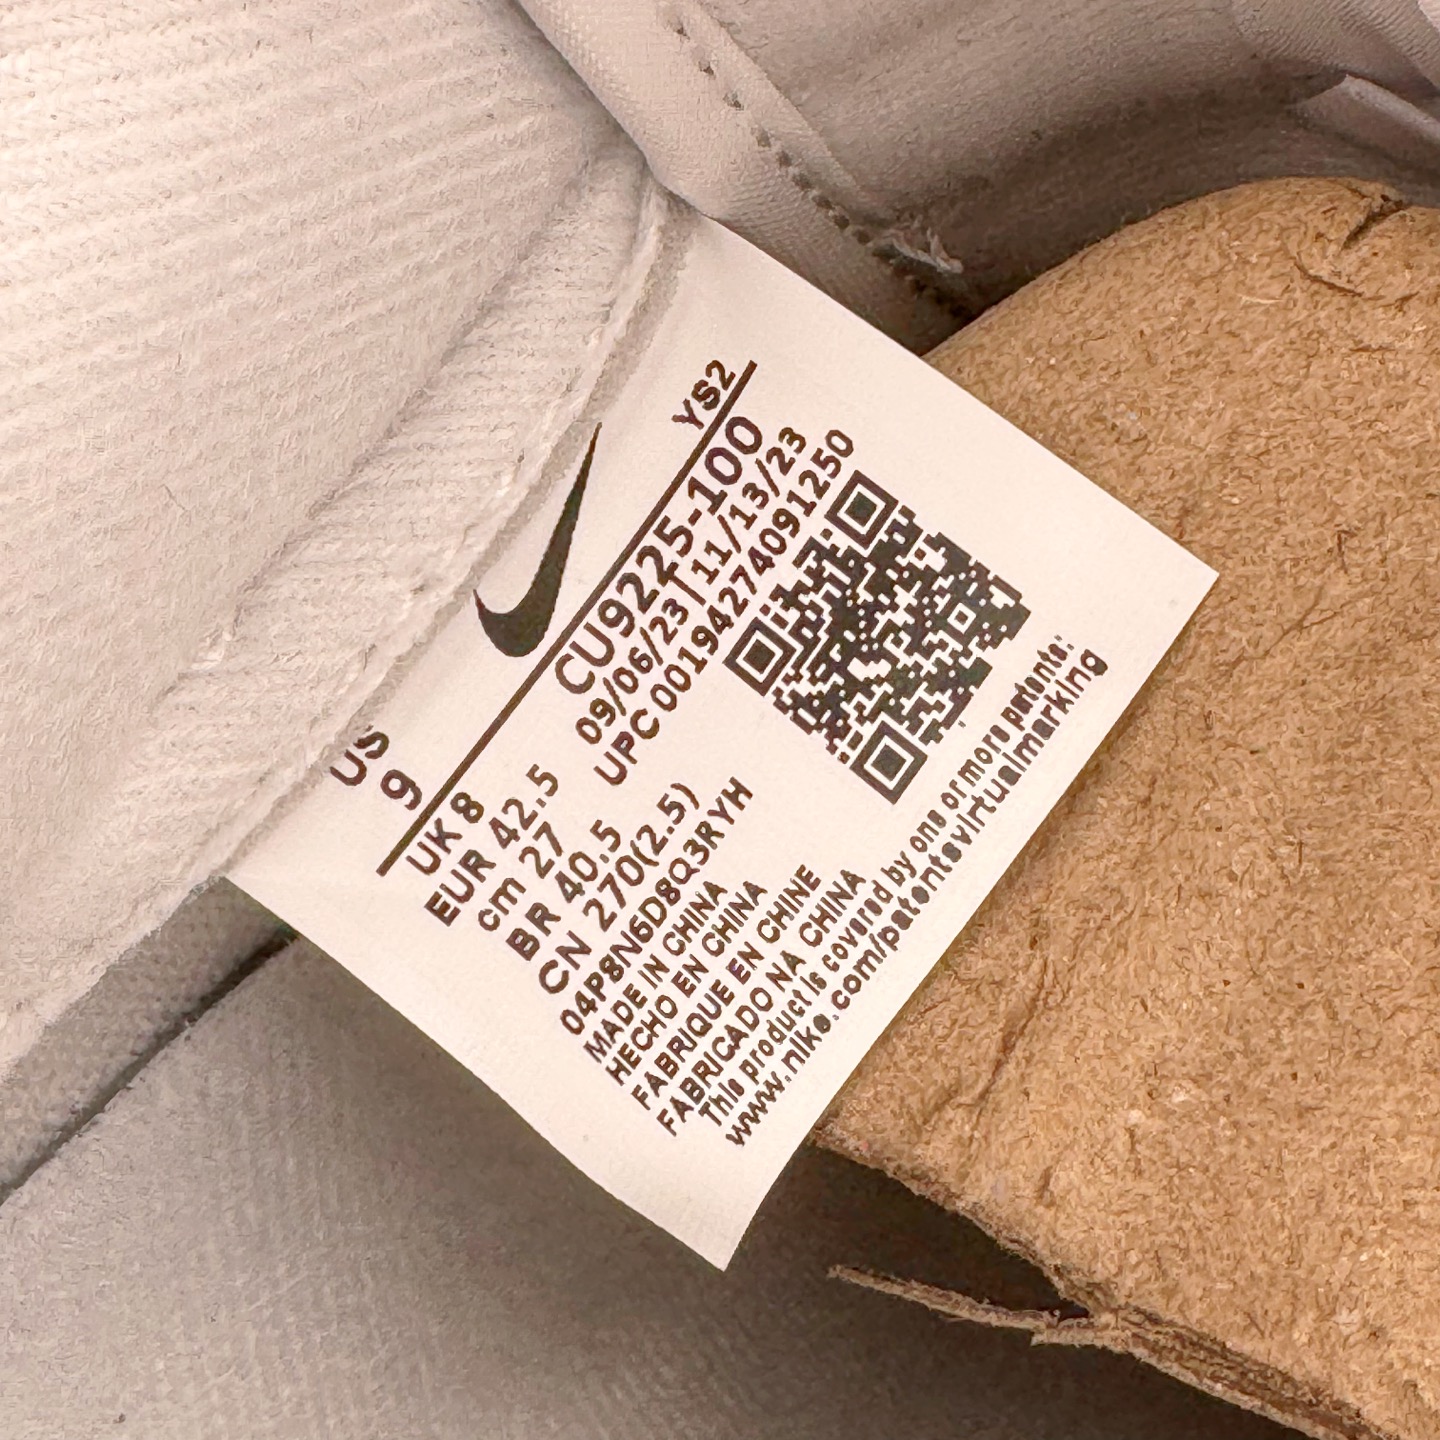 US
9
YS2
UK 8
EUR 42.5
cm 27
BR 40.5
CN 270(2.5)
04P8N6D8Q3RYH
CU9225-100
09/06/23|11/13/23
UPC 00194274091250
MADE IN CHINA
HECHO EN CHINA
FABRIQUE EN CHINE
FABRICADO NA CHINA
This product is covered by one or more patents:
www.nike.com/patentsvirtualmarking